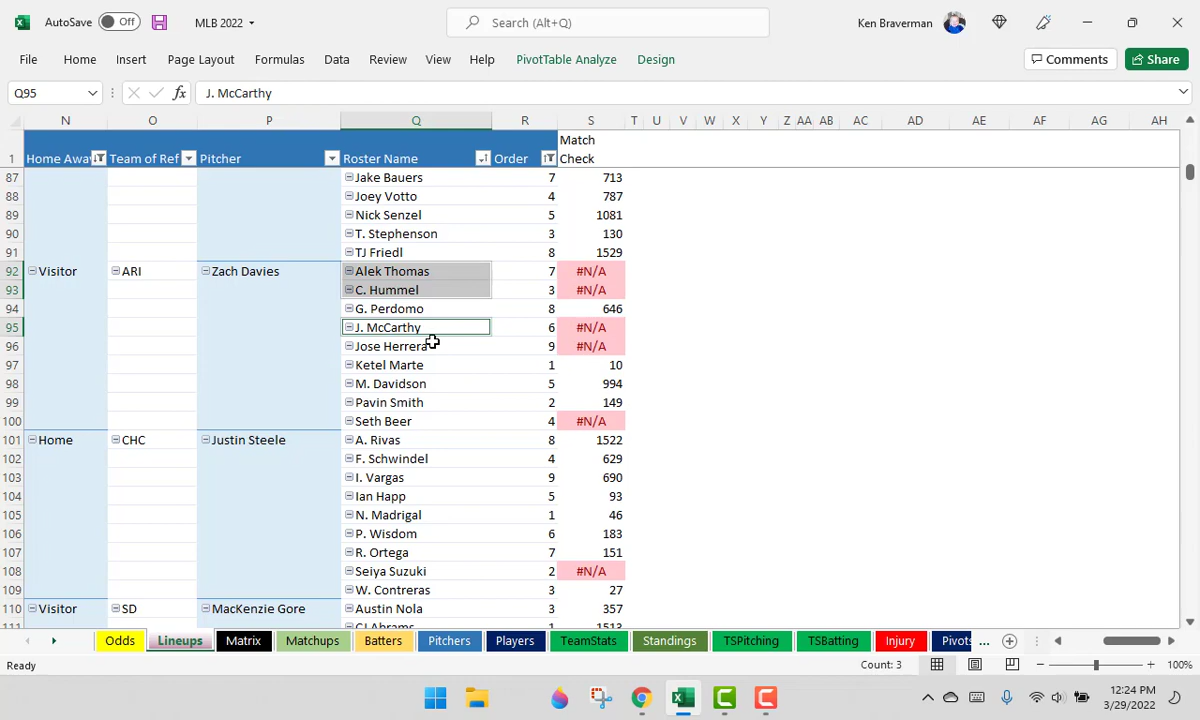 AutoSave Off MLB 2022 Search (Alt+Q) Ken Braverman
File Home Insert Page Layout Formulas Data Review View Help PivotTable Analyze Design Comments Share
Q95 fx J. McCarthy
N O P Q R S T U V W X Y Z AA AB AC AD AE AF AG AH
Match
1 Home Awa Team of Ref Pitcher Roster Name Order Check
87 Jake Bauers 7 713
88 Joey Votto 4 787
89 Nick Senzel 5 1081
90 T. Stephenson 3 130
91 TJ Friedl 8 1529
92 Visitor ARI Zach Davies Alek Thomas 7 #N/A
93 C. Hummel 3 #N/A
94 G. Perdomo 8 646
95 J. McCarthy 6 #N/A
96 Jose Herrera 9 #N/A
97 Ketel Marte 1 10
98 M. Davidson 5 994
99 Pavin Smith 2 149
100 Seth Beer 4 #N/A
101 Home CHC Justin Steele A. Rivas 8 1522
102 F. Schwindel 4 629
103 I. Vargas 9 690
104 Ian Happ 5 93
105 N. Madrigal 1 46
106 P. Wisdom 6 183
107 R. Ortega 7 151
108 Seiya Suzuki 2 #N/A
109 W. Contreras 3 27
110 Visitor SD MacKenzie Gore Austin Nola 3 357
111 CJ Abrams 1 1513
Odds Lineups Matrix Matchups Batters Pitchers Players TeamStats Standings TSPitching TSBatting Injury Pivots ...
Ready Count: 3 100%
12:24 PM
3/29/2022